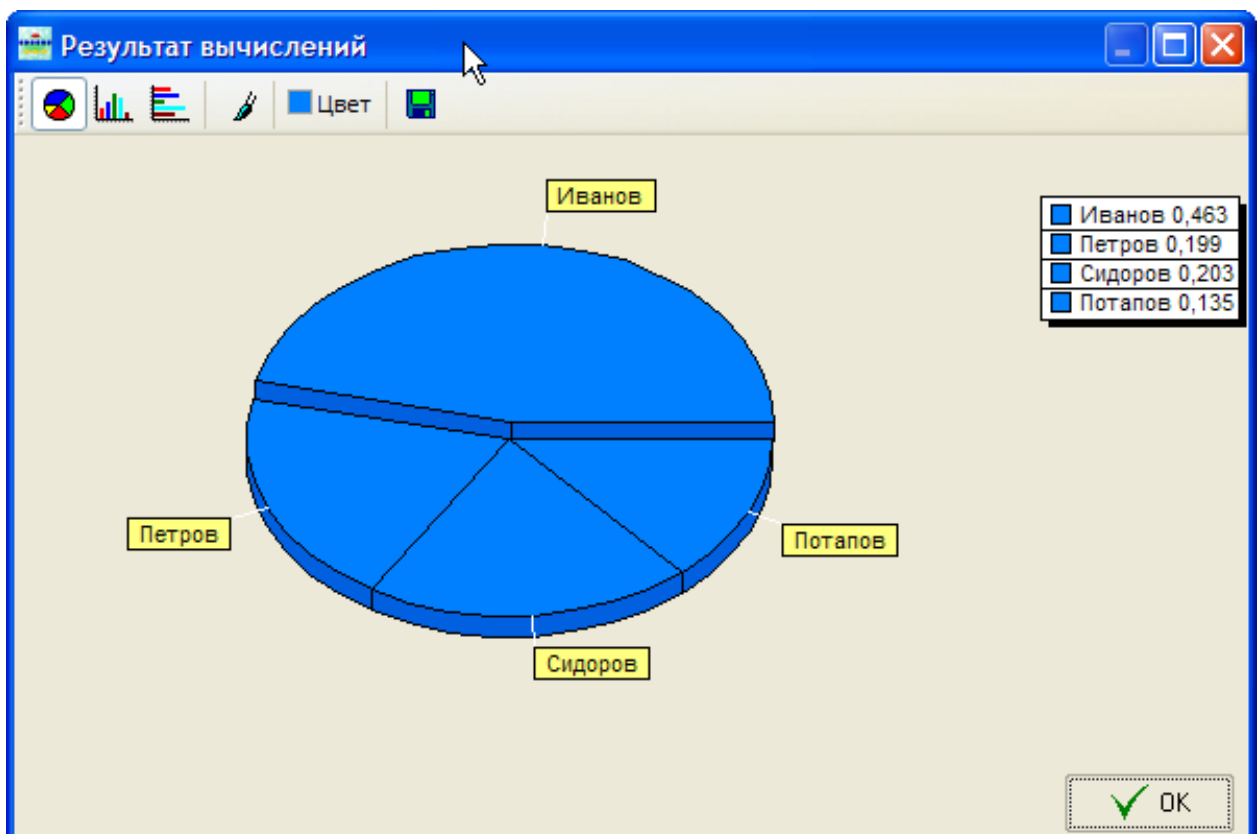 Результат вычислений
Цвет
Иванов
Иванов 0,463
Петров 0,199
Сидоров 0,203
Потапов 0,135
Петров
Потапов
Сидоров
OK